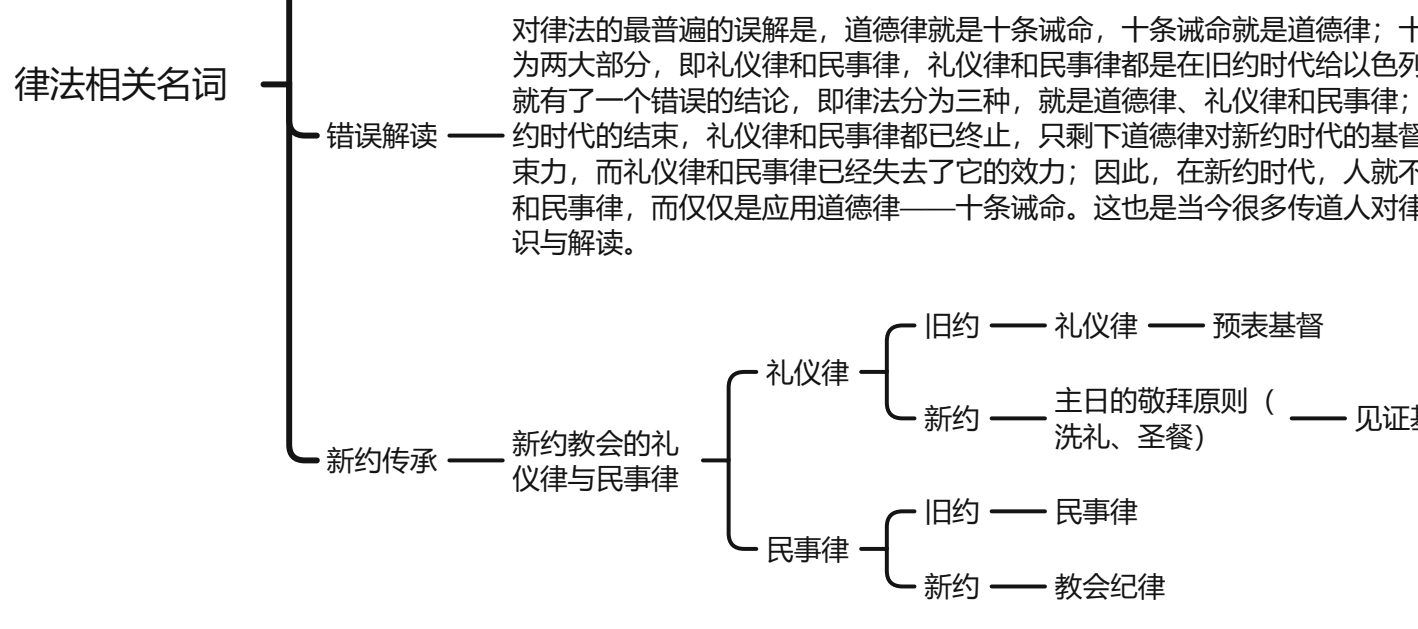 律法相关名词
错误解读
对律法的最普遍的误解是，道德律就是十条诫命，十条诫命就是道德律；十
为两大部分，即礼仪律和民事律，礼仪律和民事律都是在旧约时代给以色列
就有了一个错误的结论，即律法分为三种，就是道德律、礼仪律和民事律；
约时代的结束，礼仪律和民事律都已终止，只剩下道德律对新约时代的基督
束力，而礼仪律和民事律已经失去了它的效力；因此，在新约时代，人就不
和民事律，而仅仅是应用道德律——十条诫命。这也是当今很多传道人对律
识与解读。
新约传承
新约教会的礼
仪律与民事律
礼仪律
旧约
礼仪律
预表基督
新约
主日的敬拜原则（
洗礼、圣餐）
见证
民事律
旧约
民事律
新约
教会纪律